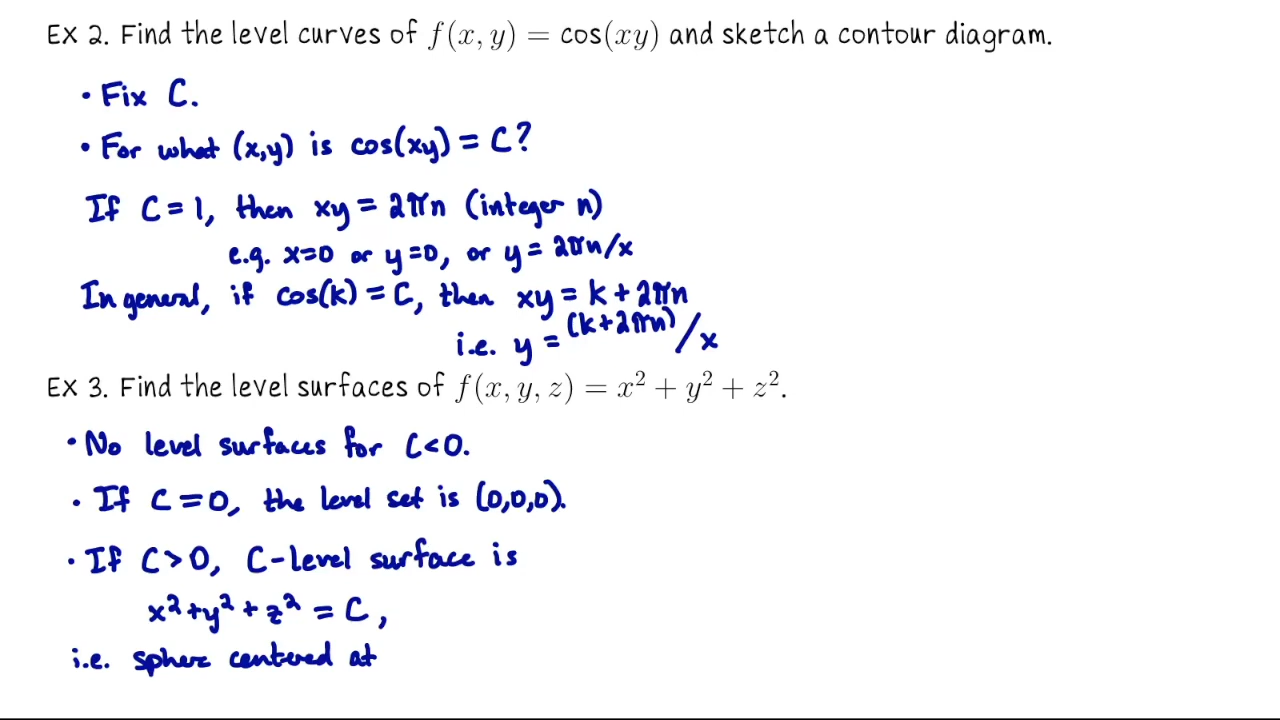 Ex 2. Find the level curves of f(x, y) = cos(xy) and sketch a contour diagram.
• Fix C.
• For what (x,y) is cos(xy) = C?
If C = 1, then xy = 2πn (integer n)
e.g. x=0 or y=0, or y = 2πn/x
In general, if cos(k) = C, then xy = k + 2πn
i.e. y = (k+2πn)/x
Ex 3. Find the level surfaces of f(x, y, z) = x² + y² + z².
• No level surfaces for C<0.
• If C = 0, the level set is (0,0,0).
• If C>0, C-level surface is
x²+y²+z² = C,
i.e. sphere centered at